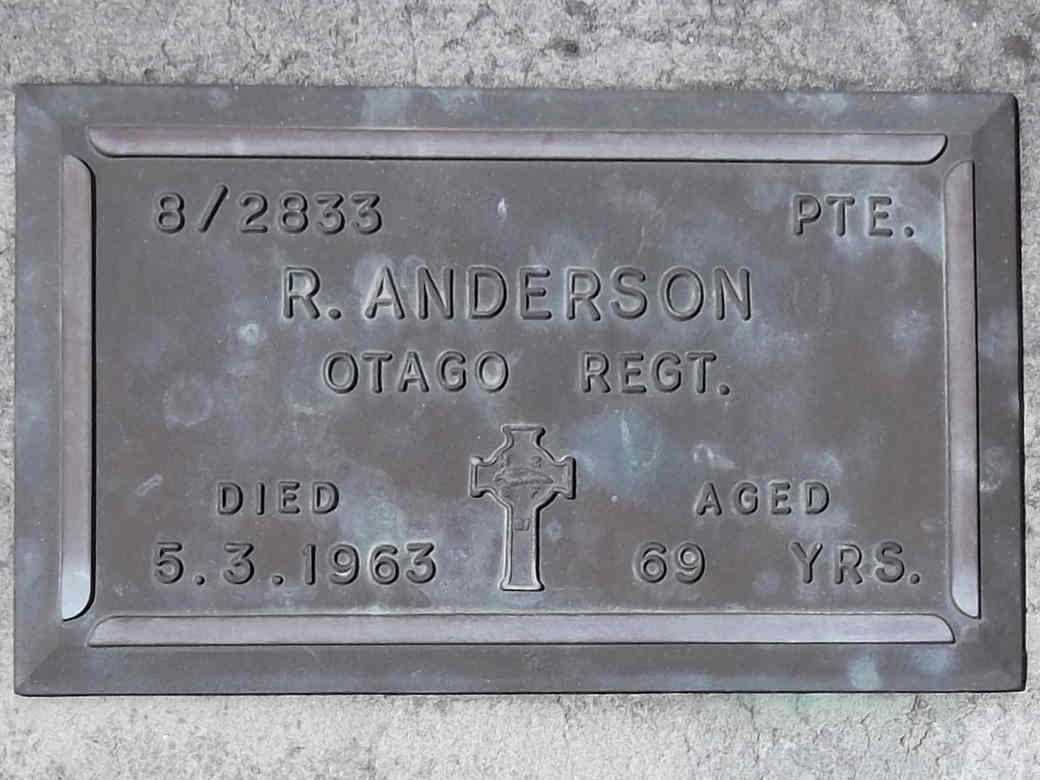 8/2833 PTE.
R. ANDERSON
OTAGO REGT.
DIED AGED
5.3.1963 69 YRS.